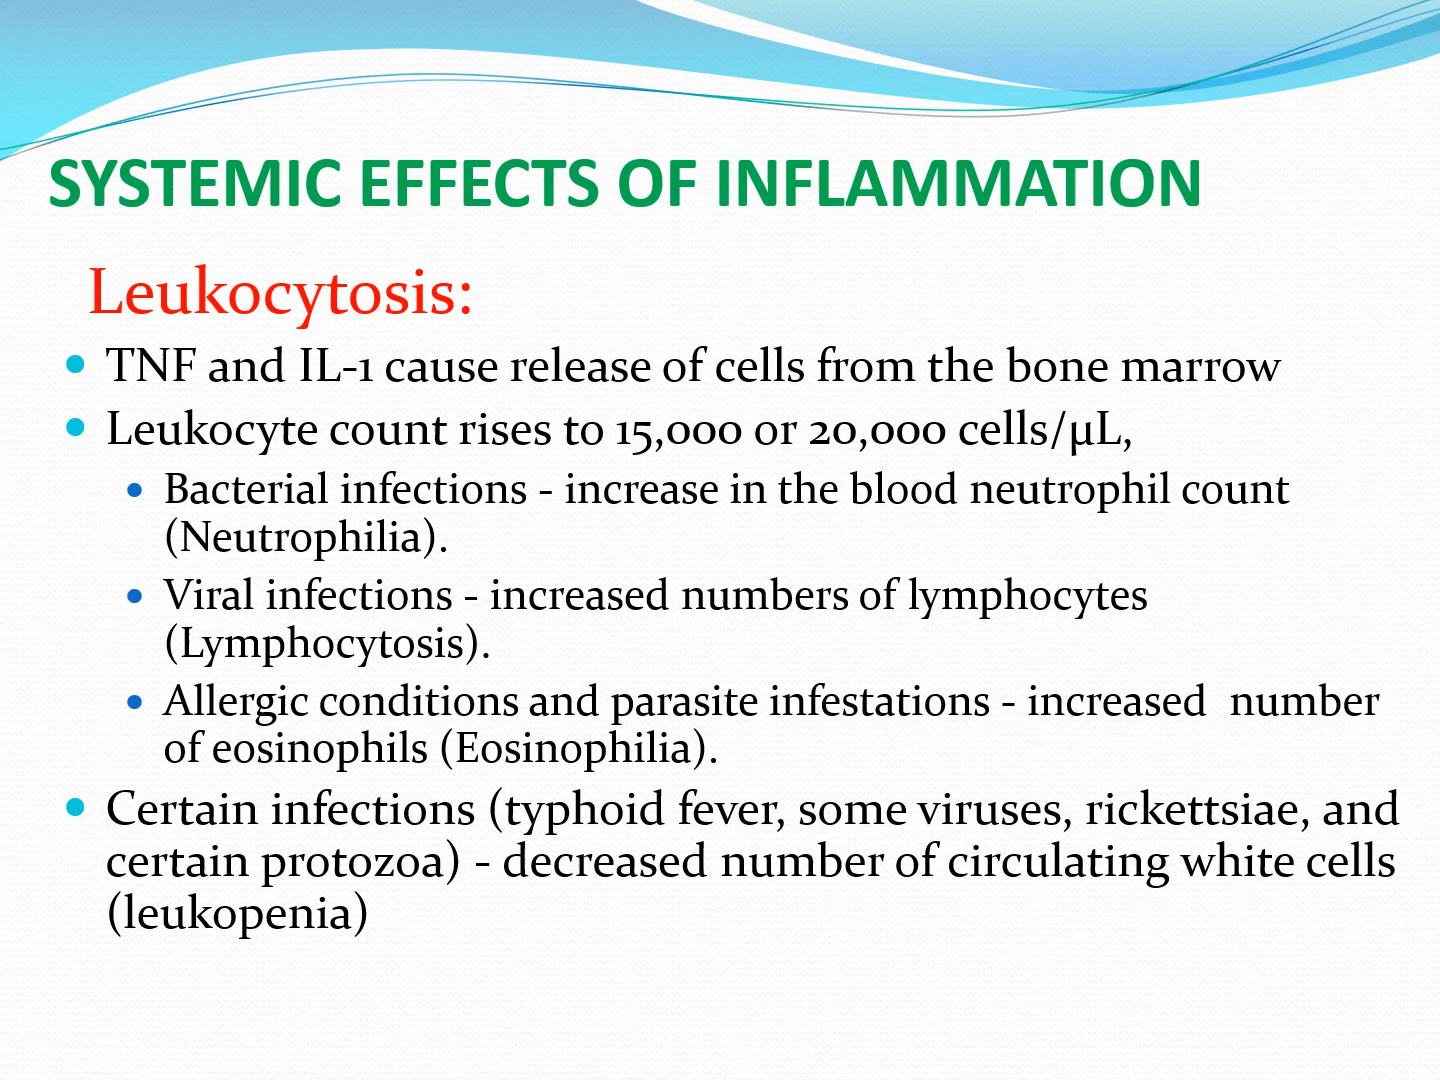 SYSTEMIC EFFECTS OF INFLAMMATION
Leukocytosis:
• TNF and IL-1 cause release of cells from the bone marrow
• Leukocyte count rises to 15,000 or 20,000 cells/μL,
• Bacterial infections - increase in the blood neutrophil count
(Neutrophilia).
• Viral infections - increased numbers of lymphocytes
(Lymphocytosis).
• Allergic conditions and parasite infestations - increased  number
of eosinophils (Eosinophilia).
• Certain infections (typhoid fever, some viruses, rickettsiae, and
certain protozoa) - decreased number of circulating white cells
(leukopenia)